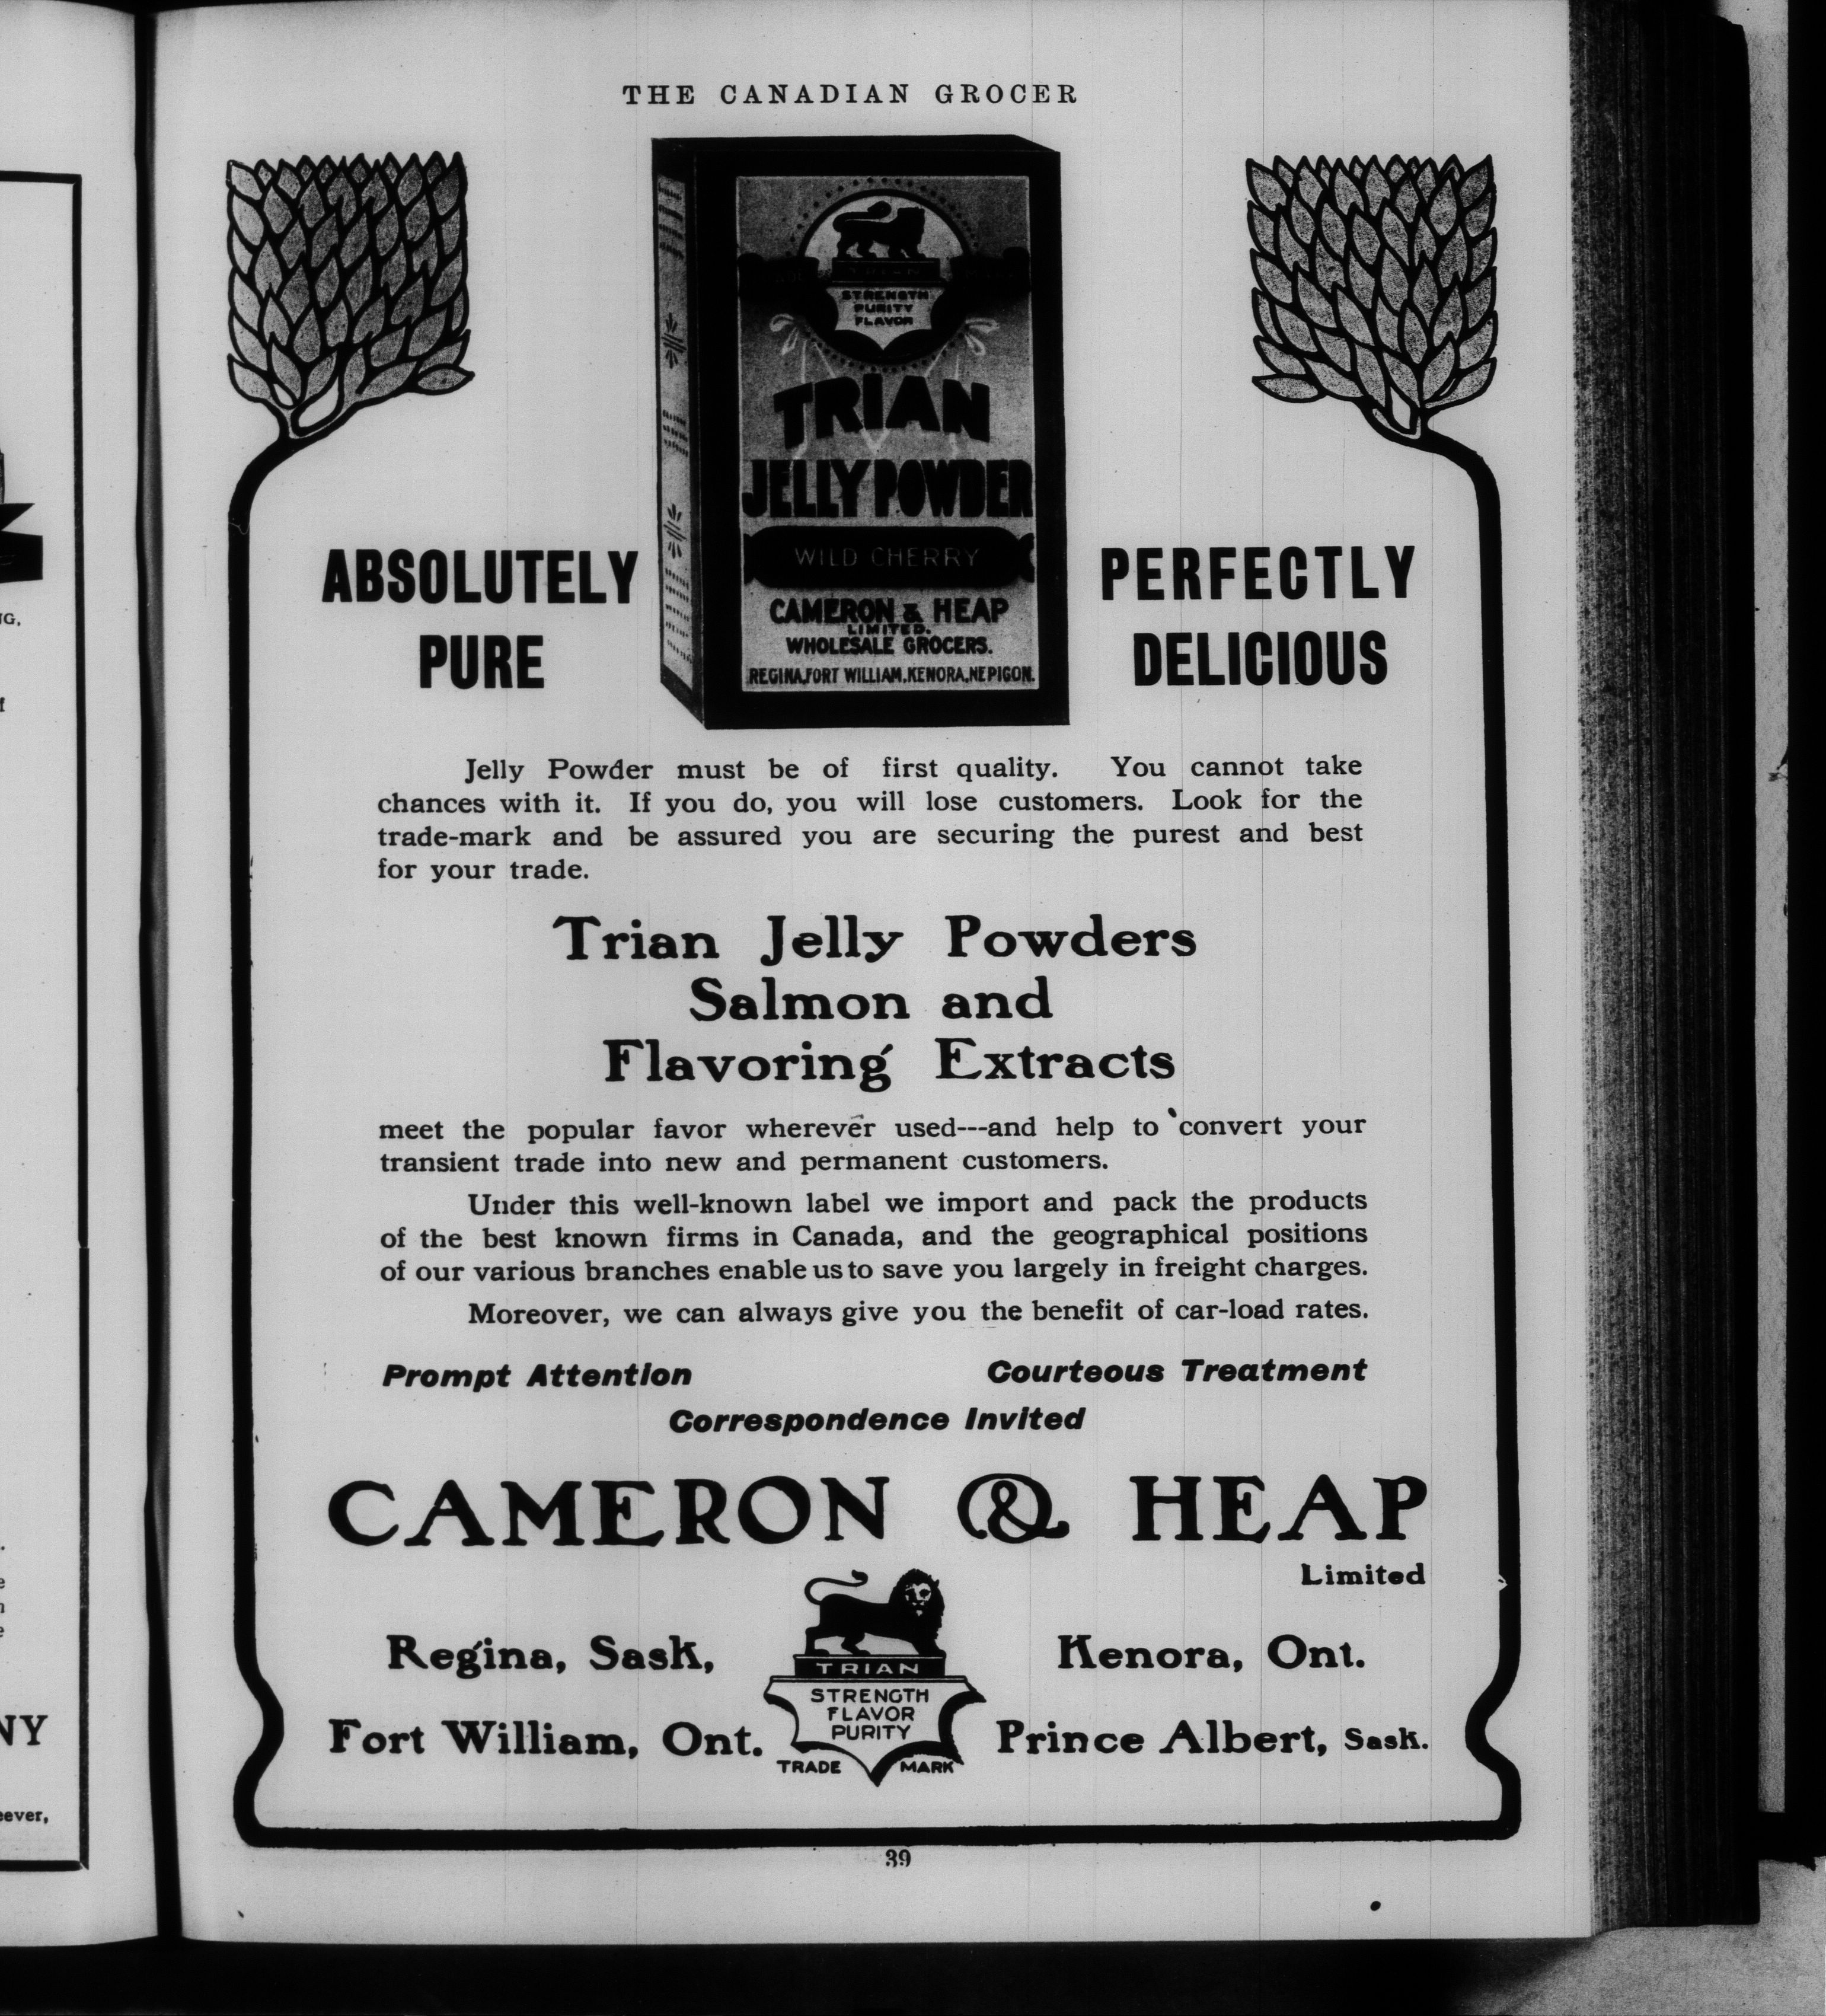 THE CANADIAN GROCER
TRIAN
STRENGTH
PURITY
FLAVOR
TRIAN
JELLY POWDER
WILD CHERRY
CAMERON & HEAP
LIMITED.
WHOLESALE GROCERS.
REGINA, FORT WILLIAM, KENORA, NEPIGON.
ABSOLUTELY
PURE
PERFECTLY
DELICIOUS
Jelly Powder must be of first quality. You cannot take
chances with it. If you do, you will lose customers. Look for the
trade-mark and be assured you are securing the purest and best
for your trade.
Trian Jelly Powders
Salmon and
Flavoring Extracts
meet the popular favor wherever used---and help to convert your
transient trade into new and permanent customers.
Under this well-known label we import and pack the products
of the best known firms in Canada, and the geographical positions
of our various branches enable us to save you largely in freight charges.
Moreover, we can always give you the benefit of car-load rates.
Prompt Attention Courteous Treatment
Correspondence Invited
CAMERON & HEAP
Limited
Regina, Sask,
Kenora, Ont.
Fort William, Ont.
Prince Albert, Sask.
TRIAN
STRENGTH
FLAVOR
PURITY
TRADE MARK
39
NG,
f
.
e
n
e
NY
eever,